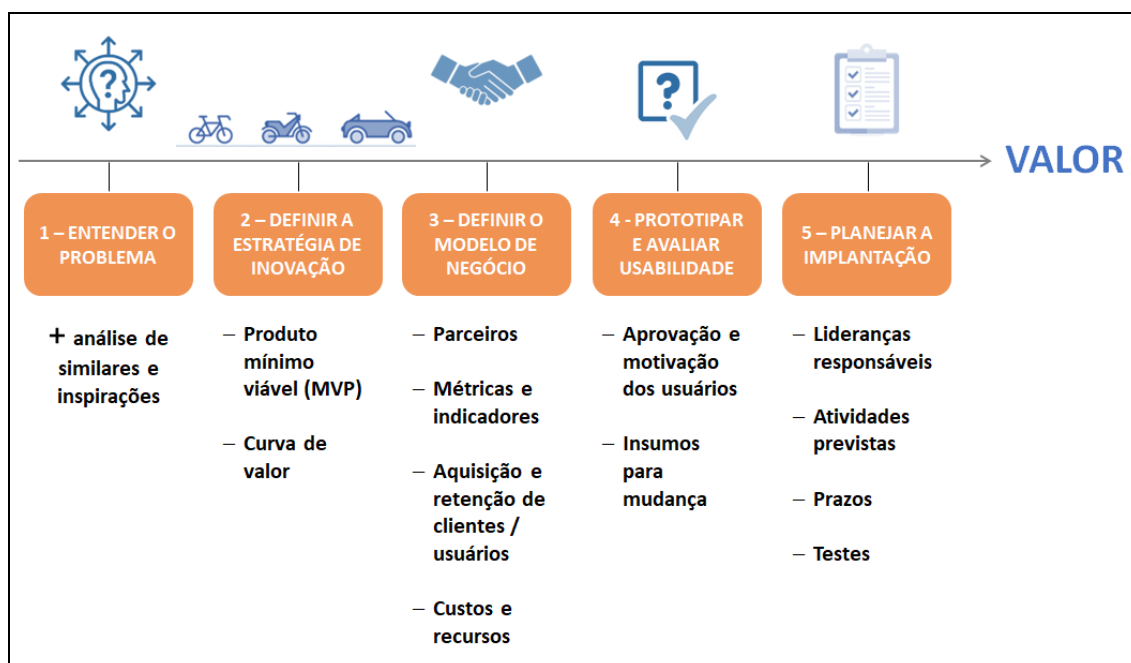 VALOR
1 – ENTENDER O
PROBLEMA
2 – DEFINIR A
ESTRATÉGIA DE
INOVAÇÃO
3 – DEFINIR O
MODELO DE
NEGÓCIO
4 - PROTOTIPAR
E AVALIAR
USABILIDADE
5 – PLANEJAR A
IMPLANTAÇÃO
+ análise de
similares e
inspirações
– Produto
mínimo
viável (MVP)
– Curva de
valor
– Parceiros
– Métricas e
indicadores
– Aquisição e
retenção de
clientes /
usuários
– Custos e
recursos
– Aprovação e
motivação
dos usuários
– Insumos
para
mudança
– Lideranças
responsáveis
– Atividades
previstas
– Prazos
– Testes